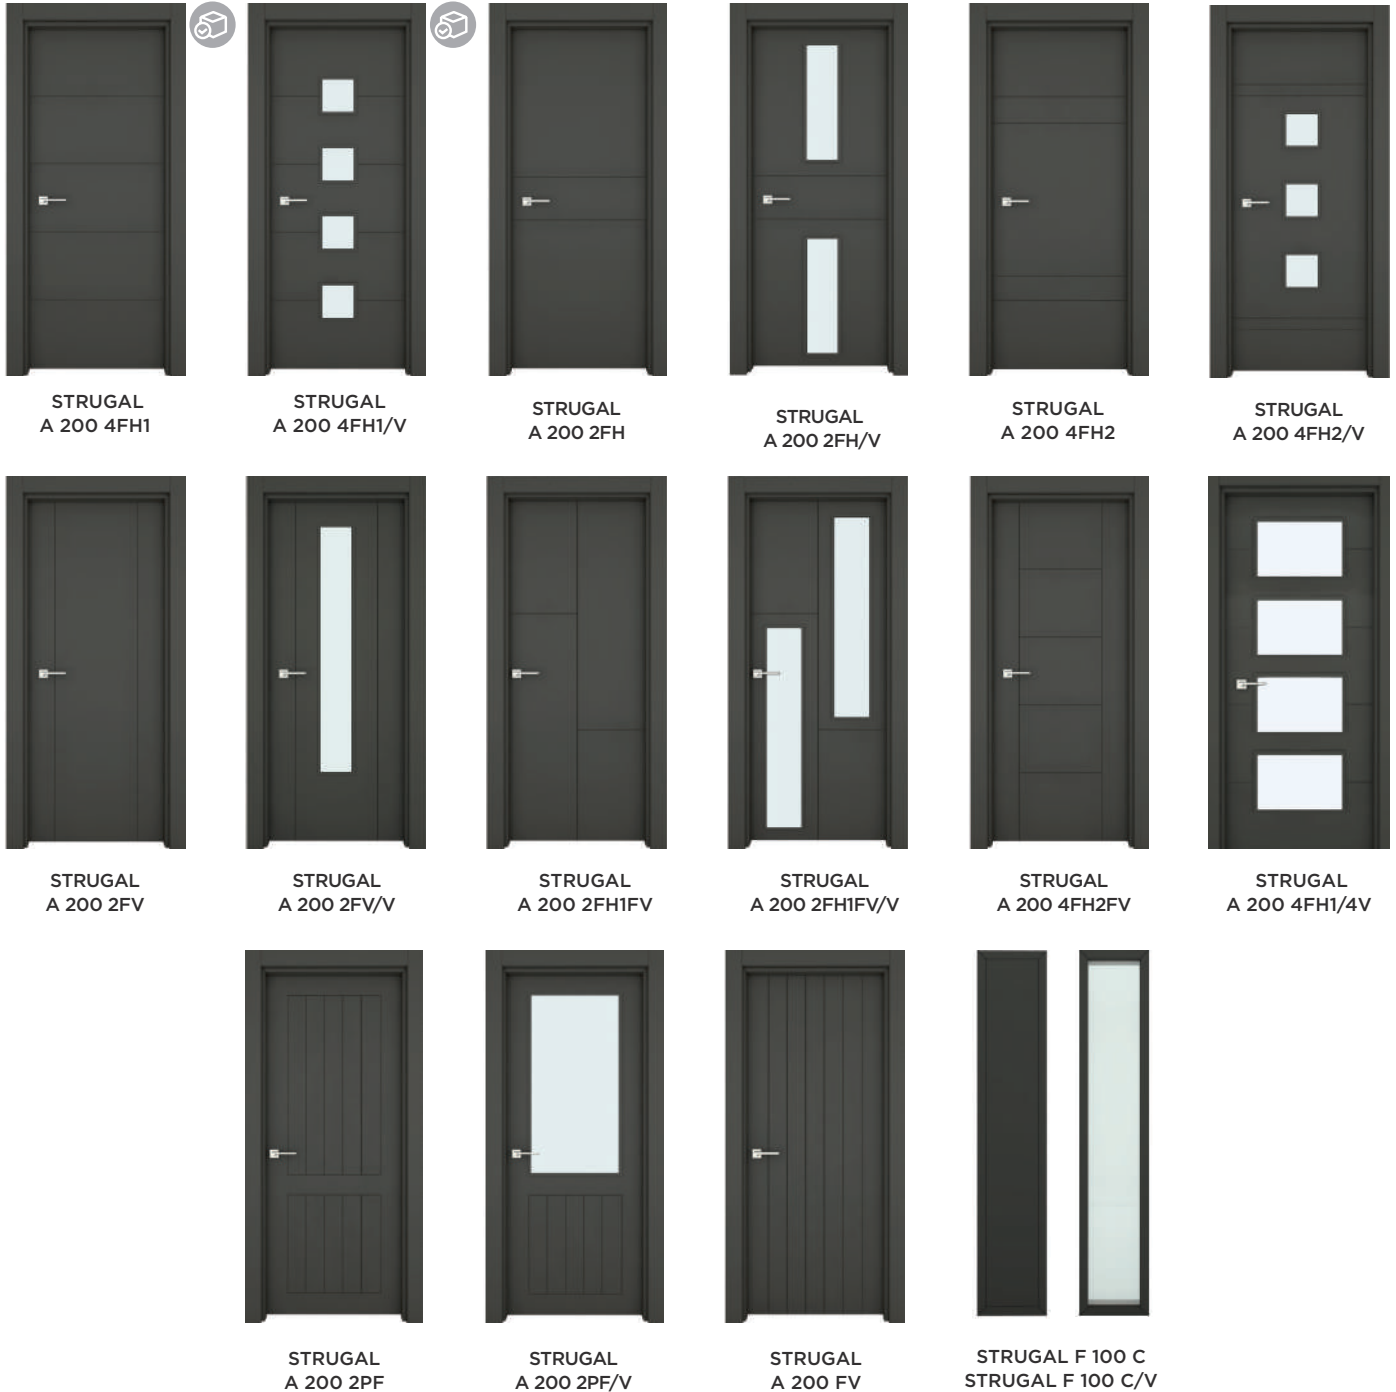 STRUGAL
A 200 4FH1
STRUGAL
A 200 4FH1/V
STRUGAL
A 200 2FH
STRUGAL
A 200 2FH/V
STRUGAL
A 200 4FH2
STRUGAL
A 200 4FH2/V
STRUGAL
A 200 2FV
STRUGAL
A 200 2FV/V
STRUGAL
A 200 2FH1FV
STRUGAL
A 200 2FH1FV/V
STRUGAL
A 200 4FH2FV
STRUGAL
A 200 4FH1/4V
STRUGAL
A 200 2PF
STRUGAL
A 200 2PF/V
STRUGAL
A 200 FV
STRUGAL F 100 C
STRUGAL F 100 C/V